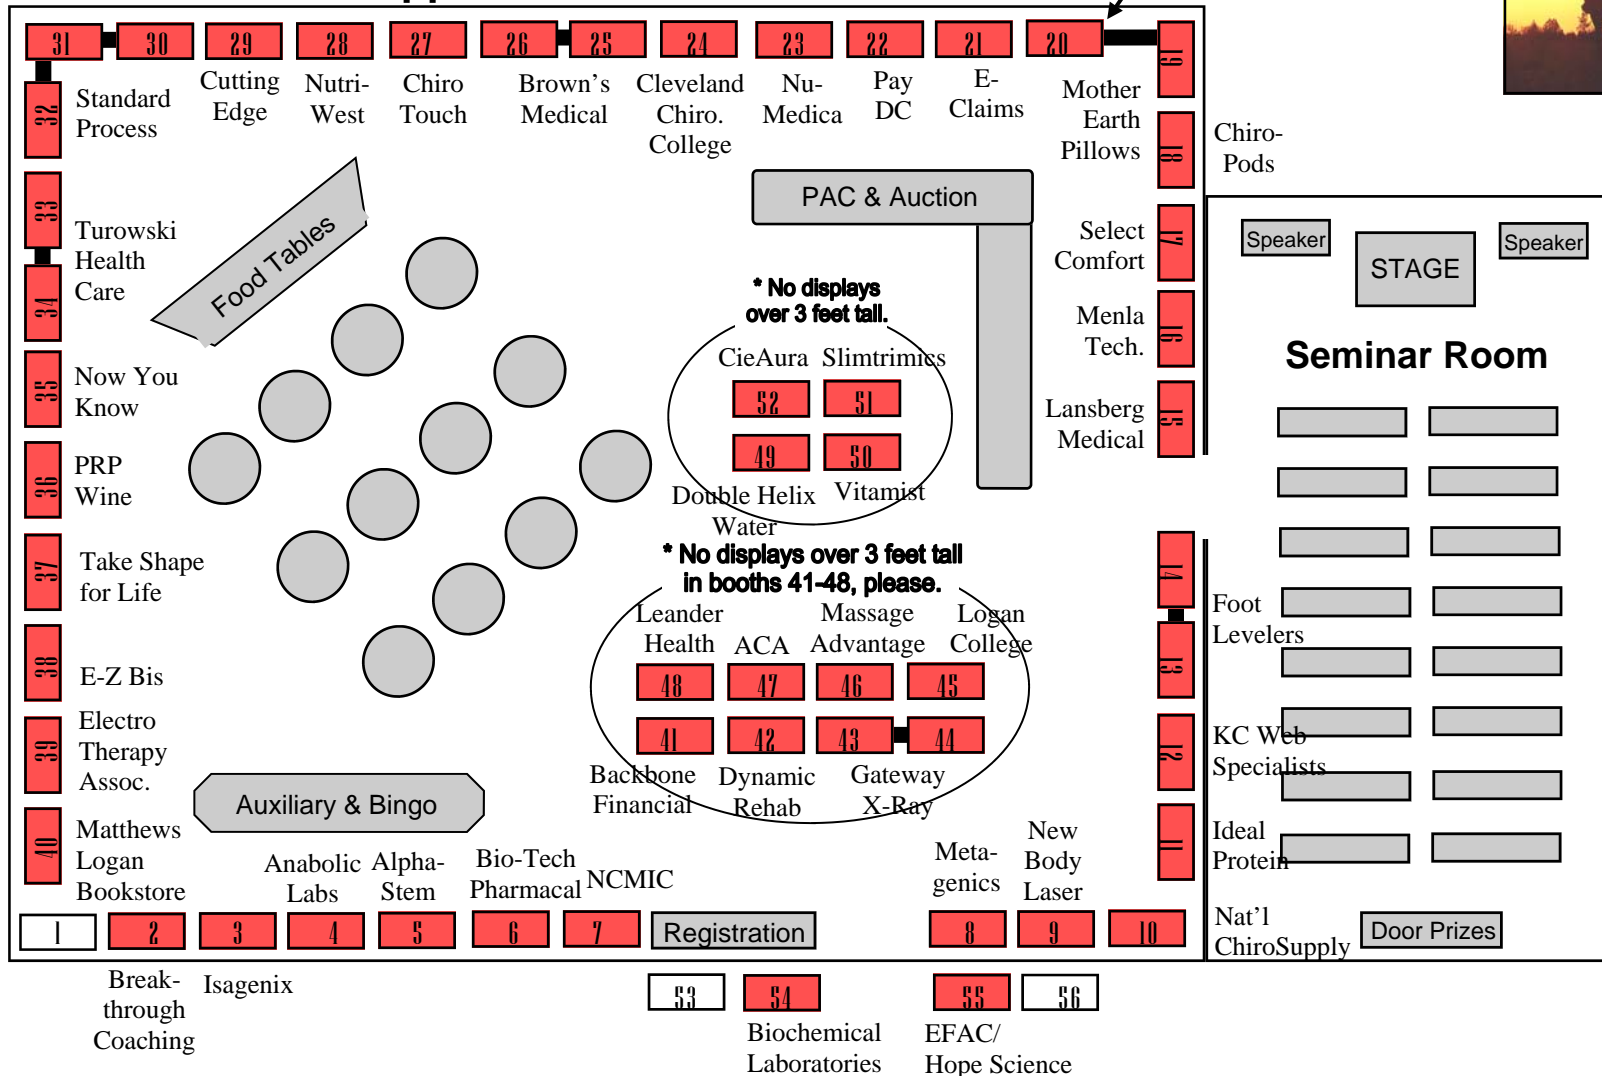 31 30 29 28 27 26 25 24 23 22 21 20 19
Cutting
Edge
Nutri-
West
Chiro
Touch
Brown's
Medical
Cleveland
Chiro.
College
Nu-
Medica
Pay
DC
E-
Claims
Mother
Earth
Pillows
32
Standard
Process
18
Chiro-
Pods
33
Turowski
Health
Care
34
Food Tables
PAC & Auction
Select
Comfort
17
Speaker
STAGE
Speaker
* No displays
over 3 feet tall.
Menla
Tech.
16
Seminar Room
CieAura
Slimtrimics
52 51
49 50
Double Helix
Water
Vitamist
35
Now You
Know
Lansberg
Medical
15
36
PRP
Wine
37
Take Shape
for Life
* No displays over 3 feet tall
in booths 41-48, please.
Leander
Health
ACA
Massage
Advantage
Logan
College
48 47 46 45
41 42 43 44
Backbone
Financial
Dynamic
Rehab
Gateway
X-Ray
14
Foot
Levelers
13
38
E-Z Bis
39
Electro
Therapy
Assoc.
12
KC Web
Specialists
Auxiliary & Bingo
40
Matthews
Logan
Bookstore
11
Ideal
Protein
Anabolic
Labs
Alpha-
Stem
Bio-Tech
Pharmacal
NCMIC
Meta-
genics
New
Body
Laser
1 2 3 4 5 6 7
Registration
8 9 10
Nat'l
ChiroSupply
Door Prizes
Break-
through
Coaching
Isagenix
53 54 55 56
Biochemical
Laboratories
EFAC/
Hope Science